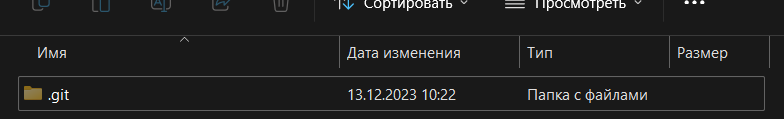 Сортировать Просмотреть
Имя Дата изменения Тип Размер
.git 13.12.2023 10:22 Папка с файлами